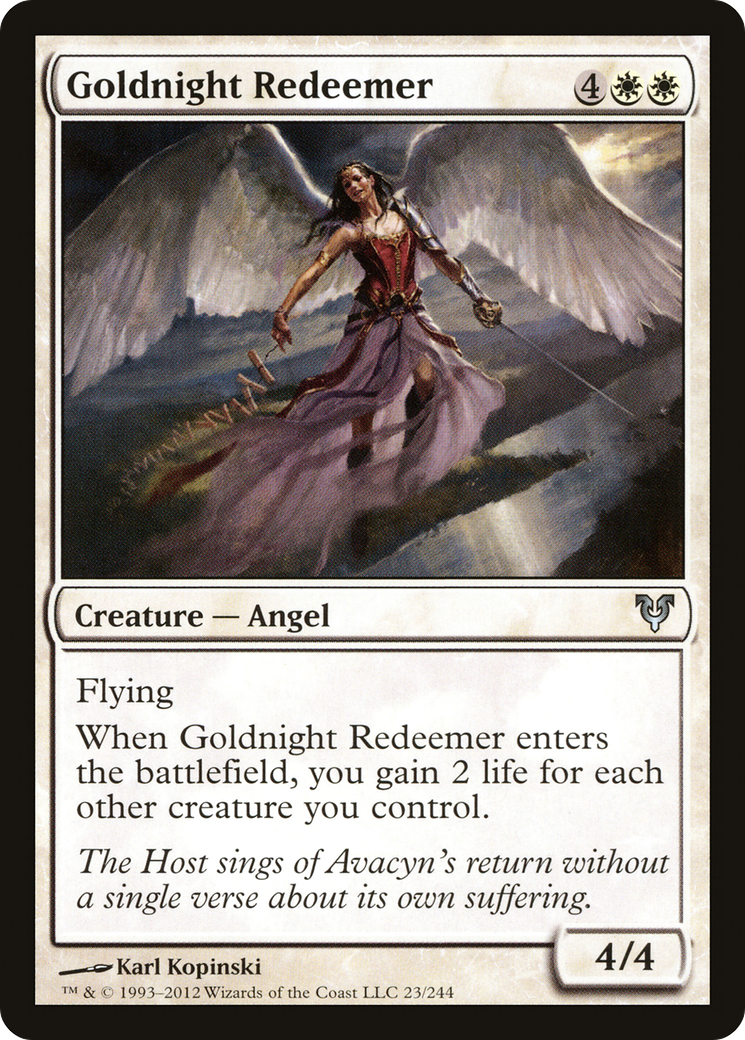 Goldnight Redeemer 4
Creature — Angel
Flying
When Goldnight Redeemer enters
the battlefield, you gain 2 life for each
other creature you control.
The Host sings of Avacyn's return without
a single verse about its own suffering.
4/4
Karl Kopinski
™ & © 1993–2012 Wizards of the Coast LLC 23/244